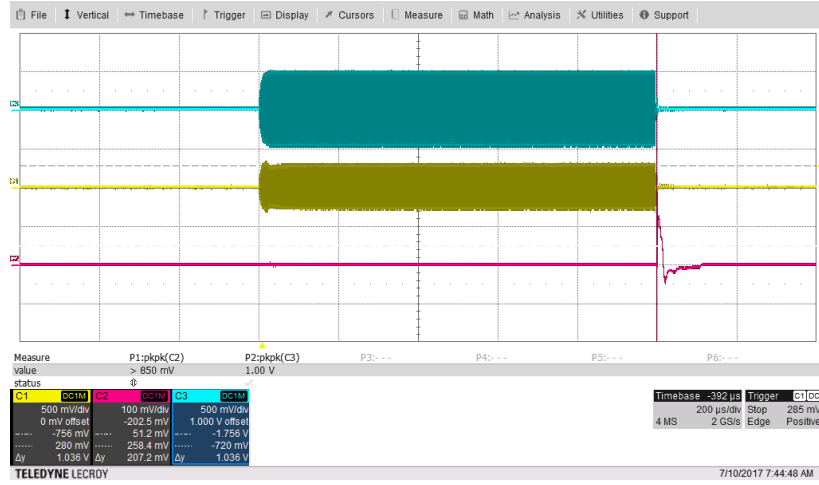 File Vertical Timebase Trigger Display Cursors Measure Math Analysis Utilities Support
C3
C1
C2
Measure P1:pkpk(C2) P2:pkpk(C3) P3:- - - P4:- - - P5:- - - P6:- - -
value > 850 mV 1.00 V
status
C1 DC1M C2 DC1M C3 DC1M Timebase -392 µs Trigger C1 DC
500 mV/div 100 mV/div 500 mV/div 200 µs/div Stop 285 mV
0 mV offset -202.5 mV 1.000 V offset 4 MS 2 GS/s Edge Positive
-756 mV 51.2 mV -1.756 V
280 mV 258.4 mV -720 mV
Δy 1.036 V Δy 207.2 mV Δy 1.036 V
TELEDYNE LECROY 7/10/2017 7:44:48 AM